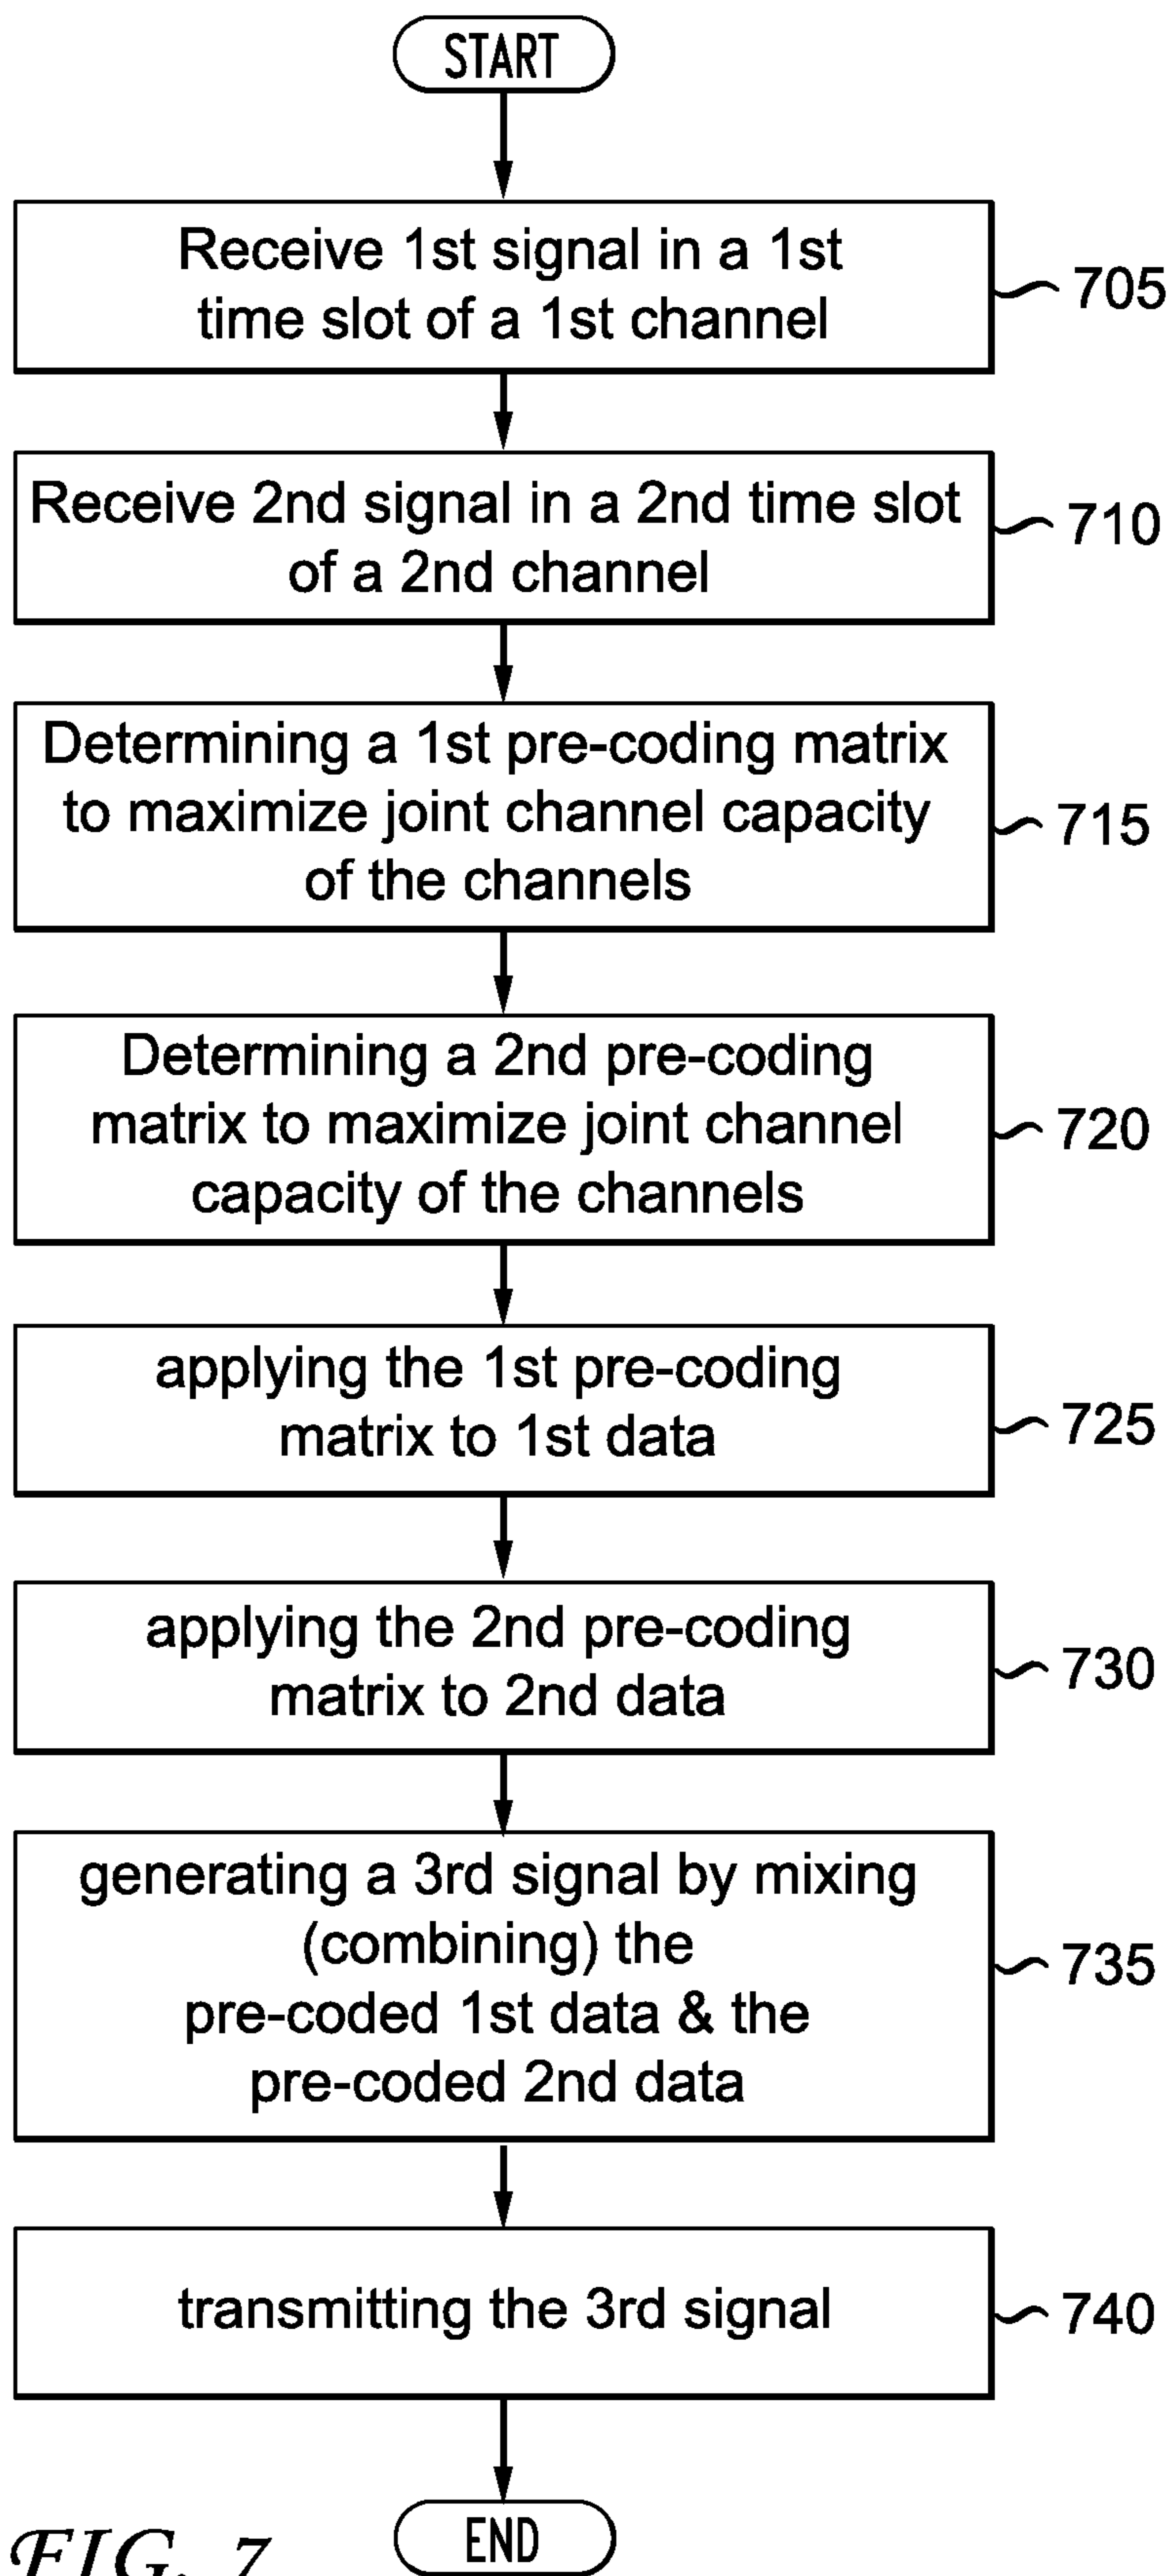 START
Receive 1st signal in a 1st
time slot of a 1st channel
705
Receive 2nd signal in a 2nd time slot
of a 2nd channel
710
Determining a 1st pre-coding matrix
to maximize joint channel capacity
of the channels
715
Determining a 2nd pre-coding
matrix to maximize joint channel
capacity of the channels
720
applying the 1st pre-coding
matrix to 1st data
725
applying the 2nd pre-coding
matrix to 2nd data
730
generating a 3rd signal by mixing
(combining) the
pre-coded 1st data & the
pre-coded 2nd data
735
transmitting the 3rd signal
740
END
FIG. 7